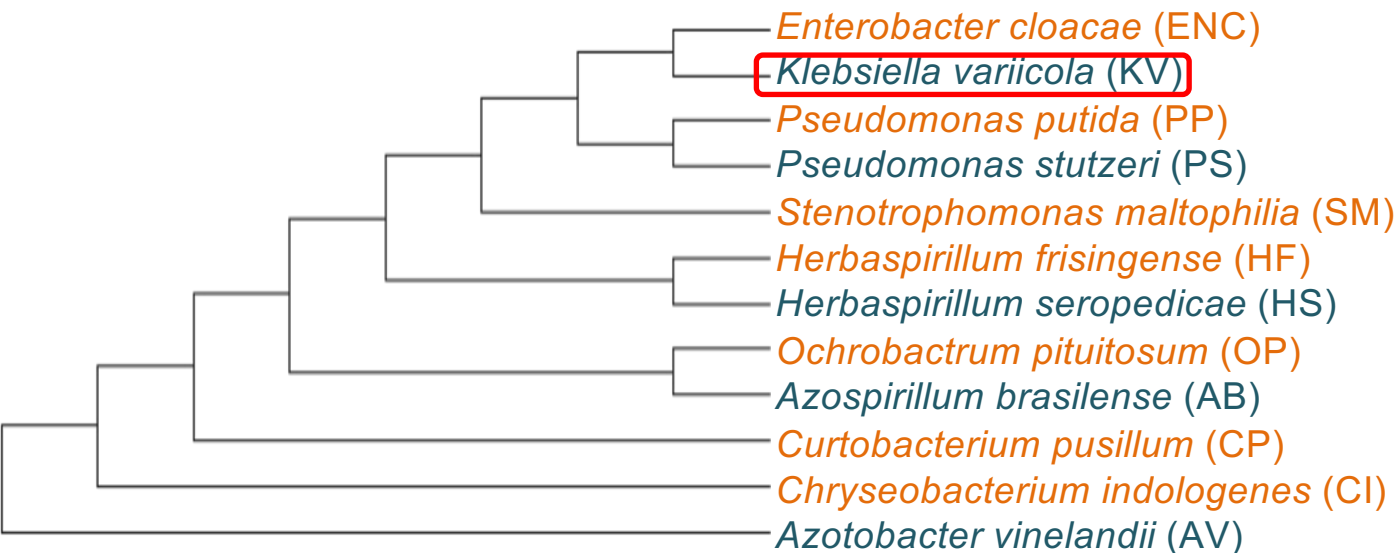 Enterobacter cloacae (ENC)
Klebsiella variicola (KV)
Pseudomonas putida (PP)
Pseudomonas stutzeri (PS)
Stenotrophomonas maltophilia (SM)
Herbaspirillum frisingense (HF)
Herbaspirillum seropedicae (HS)
Ochrobactrum pituitosum (OP)
Azospirillum brasilense (AB)
Curtobacterium pusillum (CP)
Chryseobacterium indologenes (CI)
Azotobacter vinelandii (AV)